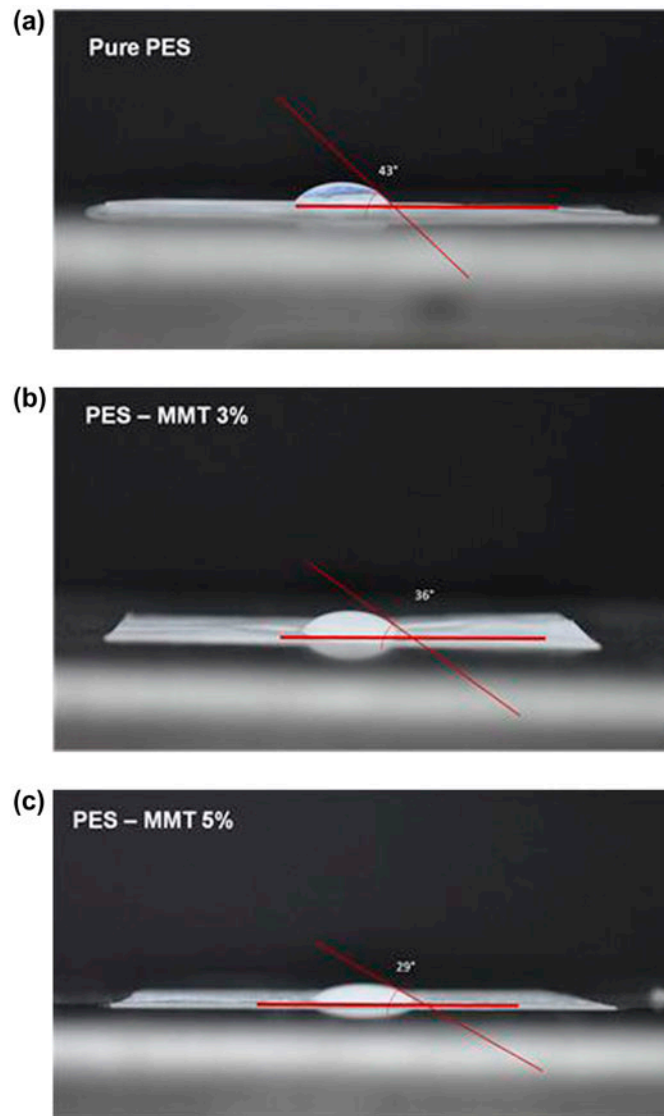 (a)
Pure PES
43°
(b)
PES – MMT 3%
36°
(c)
PES – MMT 5%
29°